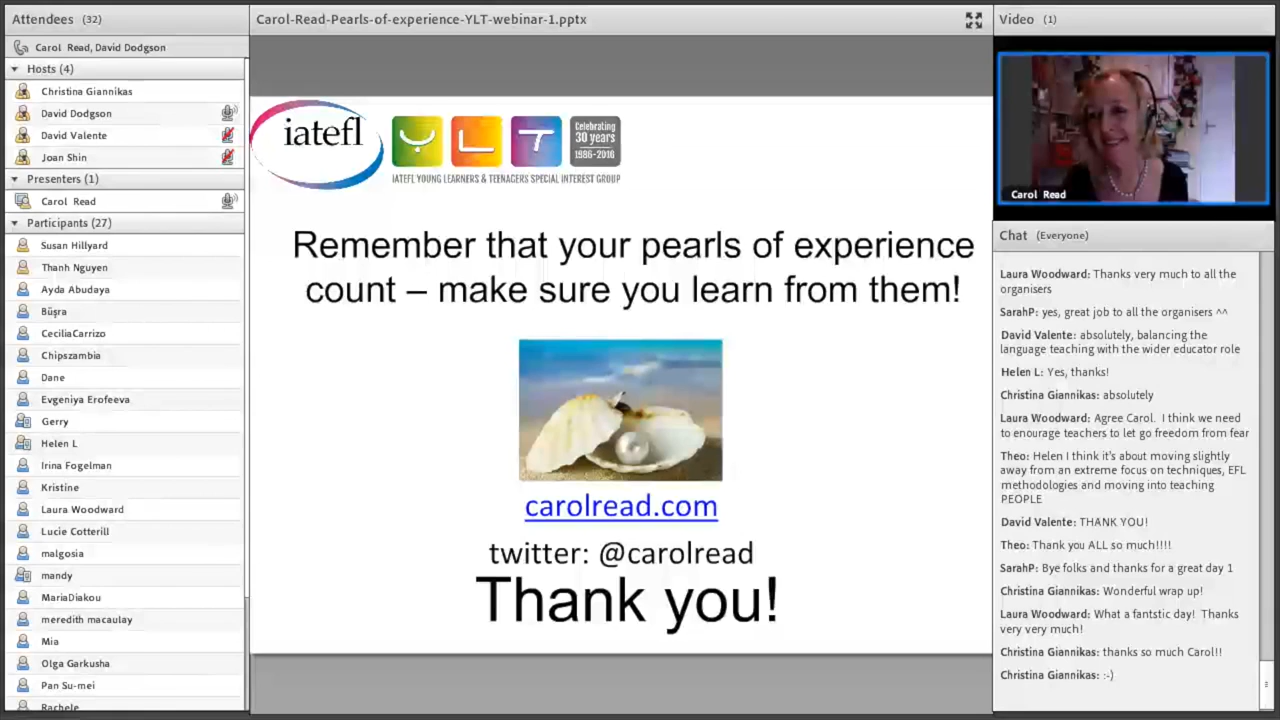 Attendees (32)
Carol Read, David Dodgson
Hosts (4)
Christina Giannikas
David Dodgson
David Valente
Joan Shin
Presenters (1)
Carol Read
Participants (27)
Susan Hillyard
Thanh Nguyen
Ayda Abudaya
Büşra
CeciliaCarrizo
Chipszambia
Dane
Evgeniya Erofeeva
Gerry
Helen L
Irina Fogelman
Kristine
Laura Woodward
Lucie Cotterill
malgosia
mandy
MariaDiakou
meredith macaulay
Mia
Olga Garkusha
Pan Su-mei
Rachele
Carol-Read-Pearls-of-experience-YLT-webinar-1.pptx
iatefl
YLT
Celebrating
30 years
1986-2016
IATEFL YOUNG LEARNERS & TEENAGERS SPECIAL INTEREST GROUP
Remember that your pearls of experience
count – make sure you learn from them!
carolread.com
twitter: @carolread
Thank you!
Video (1)
Carol Read
Chat (Everyone)
Laura Woodward: Thanks very much to all the
organisers
SarahP: yes, great job to all the organisers ^^
David Valente: absolutely, balancing the
language teaching with the wider educator role
Helen L: Yes, thanks!
Christina Giannikas: absolutely
Laura Woodward: Agree Carol. I think we need
to enourage teachers to let go freedom from fear
Theo: Helen I think it's about moving slightly
away from an extreme focus on techniques, EFL
methodologies and moving into teaching
PEOPLE
David Valente: THANK YOU!
Theo: Thank you ALL so much!!!!
SarahP: Bye folks and thanks for a great day 1
Christina Giannikas: Wonderful wrap up!
Laura Woodward: What a fantstic day! Thanks
very very much!
Christina Giannikas: thanks so much Carol!!
Christina Giannikas: :-)